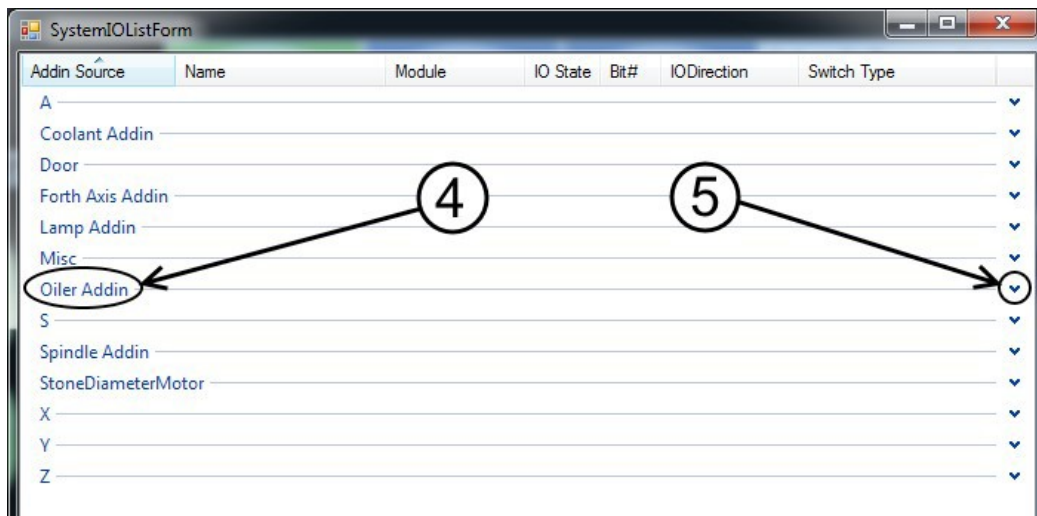 SystemIOListForm
Addin Source Name Module IO State Bit# IODirection Switch Type
A
Coolant Addin
Door
Forth Axis Addin
4 5
Lamp Addin
Misc
Oiler Addin
S
Spindle Addin
StoneDiameterMotor
X
Y
Z